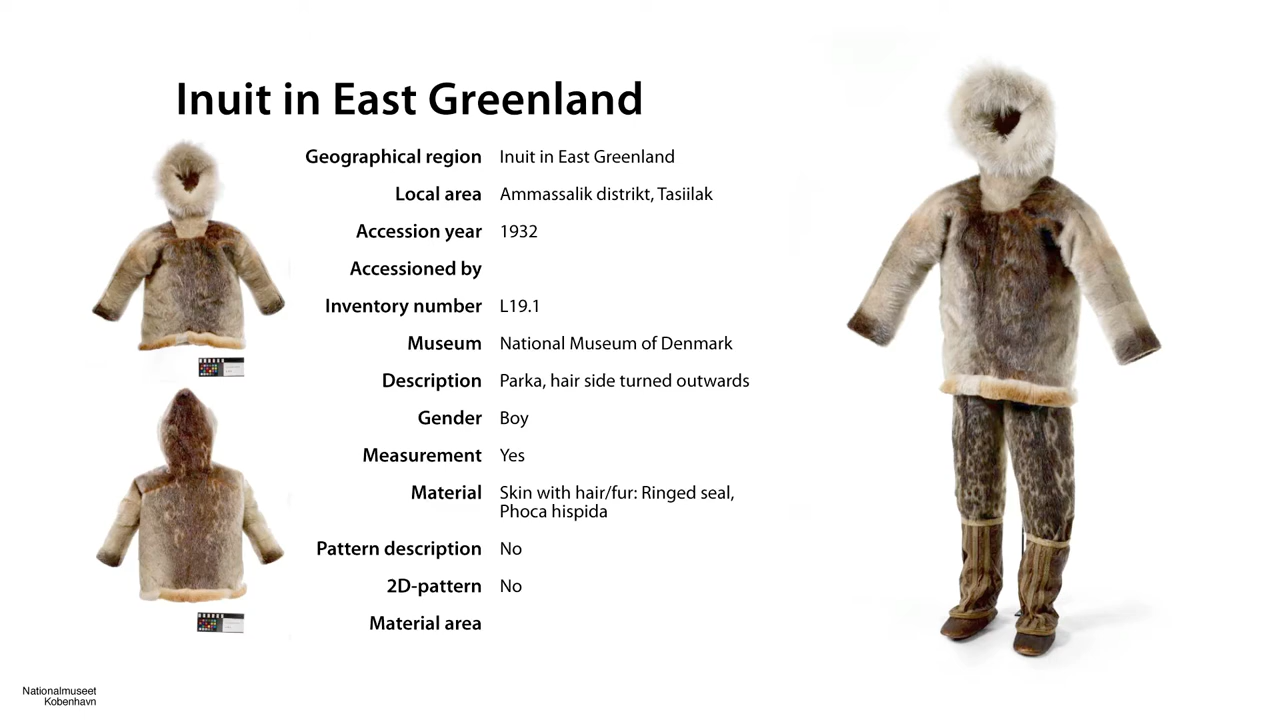 Inuit in East Greenland
Geographical region Inuit in East Greenland
Local area Ammassalik distrikt, Tasiilak
Accession year 1932
Accessioned by
Inventory number L19.1
Museum National Museum of Denmark
Description Parka, hair side turned outwards
Gender Boy
Measurement Yes
Material Skin with hair/fur: Ringed seal,
Phoca hispida
Pattern description No
2D-pattern No
Material area
Nationalmuseet
Kobenhavn